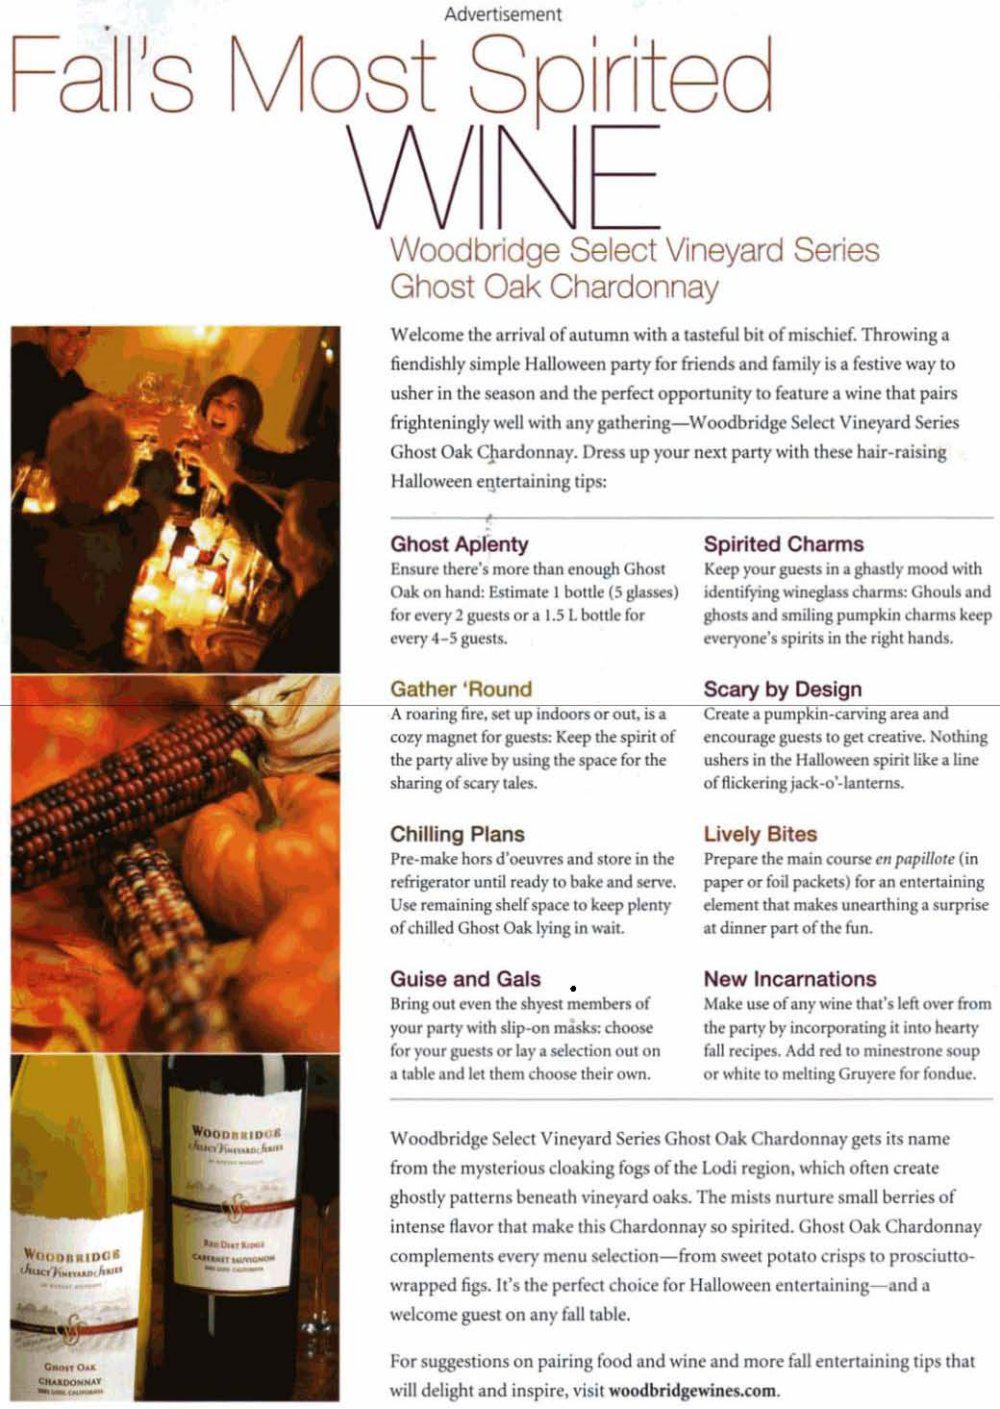 Advertisement
Fall's Most Spirited
WINE
Woodbridge Select Vineyard Series
Ghost Oak Chardonnay
Welcome the arrival of autumn with a tasteful bit of mischief. Throwing a
fiendishly simple Halloween party for friends and family is a festive way to
usher in the season and the perfect opportunity to feature a wine that pairs
frighteningly well with any gathering—Woodbridge Select Vineyard Series
Ghost Oak Chardonnay. Dress up your next party with these hair-raising
Halloween entertaining tips:
Ghost Aplenty
Ensure there's more than enough Ghost
Oak on hand: Estimate 1 bottle (5 glasses)
for every 2 guests or a 1.5 L bottle for
every 4–5 guests.
Spirited Charms
Keep your guests in a ghastly mood with
identifying wineglass charms: Ghouls and
ghosts and smiling pumpkin charms keep
everyone's spirits in the right hands.
Gather 'Round
A roaring fire, set up indoors or out, is a
cozy magnet for guests: Keep the spirit of
the party alive by using the space for the
sharing of scary tales.
Scary by Design
Create a pumpkin-carving area and
encourage guests to get creative. Nothing
ushers in the Halloween spirit like a line
of flickering jack-o'-lanterns.
Chilling Plans
Pre-make hors d'oeuvres and store in the
refrigerator until ready to bake and serve.
Use remaining shelf space to keep plenty
of chilled Ghost Oak lying in wait.
Lively Bites
Prepare the main course en papillote (in
paper or foil packets) for an entertaining
element that makes unearthing a surprise
at dinner part of the fun.
Guise and Gals
Bring out even the shyest members of
your party with slip-on masks: choose
for your guests or lay a selection out on
a table and let them choose their own.
New Incarnations
Make use of any wine that's left over from
the party by incorporating it into hearty
fall recipes. Add red to minestrone soup
or white to melting Gruyere for fondue.
Woodbridge Select Vineyard Series Ghost Oak Chardonnay gets its name
from the mysterious cloaking fogs of the Lodi region, which often create
ghostly patterns beneath vineyard oaks. The mists nurture small berries of
intense flavor that make this Chardonnay so spirited. Ghost Oak Chardonnay
complements every menu selection—from sweet potato crisps to prosciutto-
wrapped figs. It's the perfect choice for Halloween entertaining—and a
welcome guest on any fall table.
For suggestions on pairing food and wine and more fall entertaining tips that
will delight and inspire, visit woodbridgewines.com.
WOODBRIDGE
Select Vineyard Series
RED DIRT RIDGE
CABERNET SAUVIGNON
WOODBRIDGE
Select Vineyard Series
GHOST OAK
CHARDONNAY